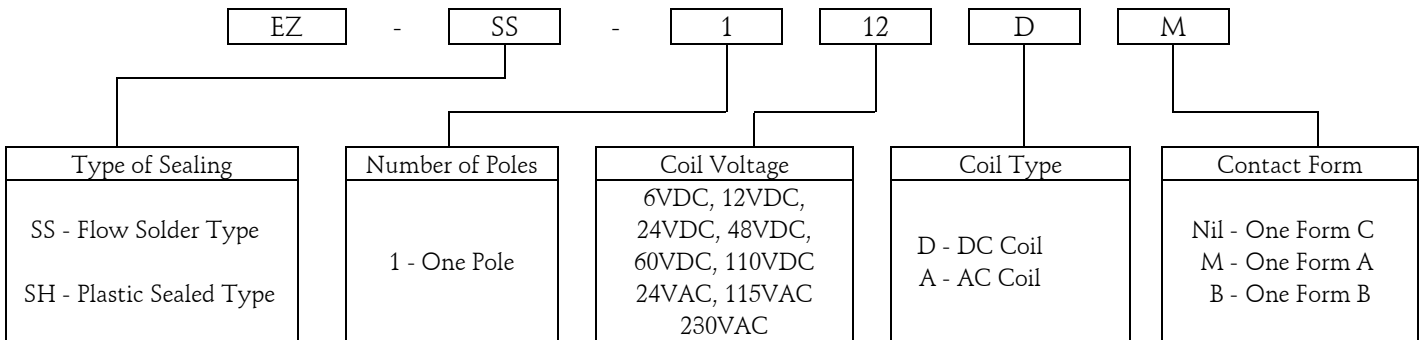 EZ - SS - 1 12 D M
Type of Sealing
SS - Flow Solder Type
SH - Plastic Sealed Type
Number of Poles
1 - One Pole
Coil Voltage
6VDC, 12VDC,
24VDC, 48VDC,
60VDC, 110VDC
24VAC, 115VAC
230VAC
Coil Type
D - DC Coil
A - AC Coil
Contact Form
Nil - One Form C
M - One Form A
B - One Form B